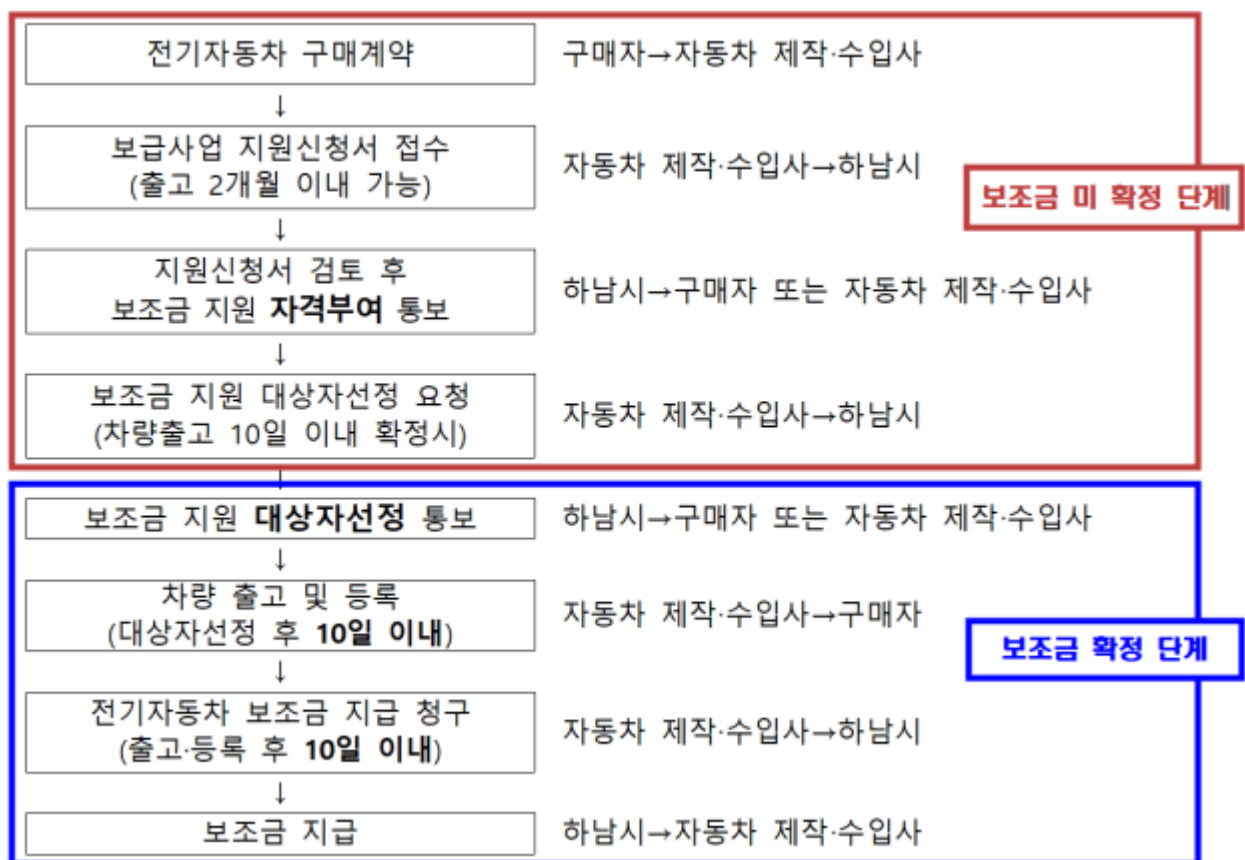 전기자동차 구매계약 구매자→자동차 제작·수입사
↓
보급사업 지원신청서 접수
(출고 2개월 이내 가능)
자동차 제작·수입사→하남시
보조금 미 확정 단계
↓
지원신청서 검토 후
보조금 지원 자격부여 통보
하남시→구매자 또는 자동차 제작·수입사
↓
보조금 지원 대상자선정 요청
(차량출고 10일 이내 확정시)
자동차 제작·수입사→하남시
보조금 지원 대상자선정 통보 하남시→구매자 또는 자동차 제작·수입사
↓
차량 출고 및 등록
(대상자선정 후 10일 이내)
자동차 제작·수입사→구매자
보조금 확정 단계
↓
전기자동차 보조금 지급 청구
(출고·등록 후 10일 이내)
자동차 제작·수입사→하남시
↓
보조금 지급 하남시→자동차 제작·수입사